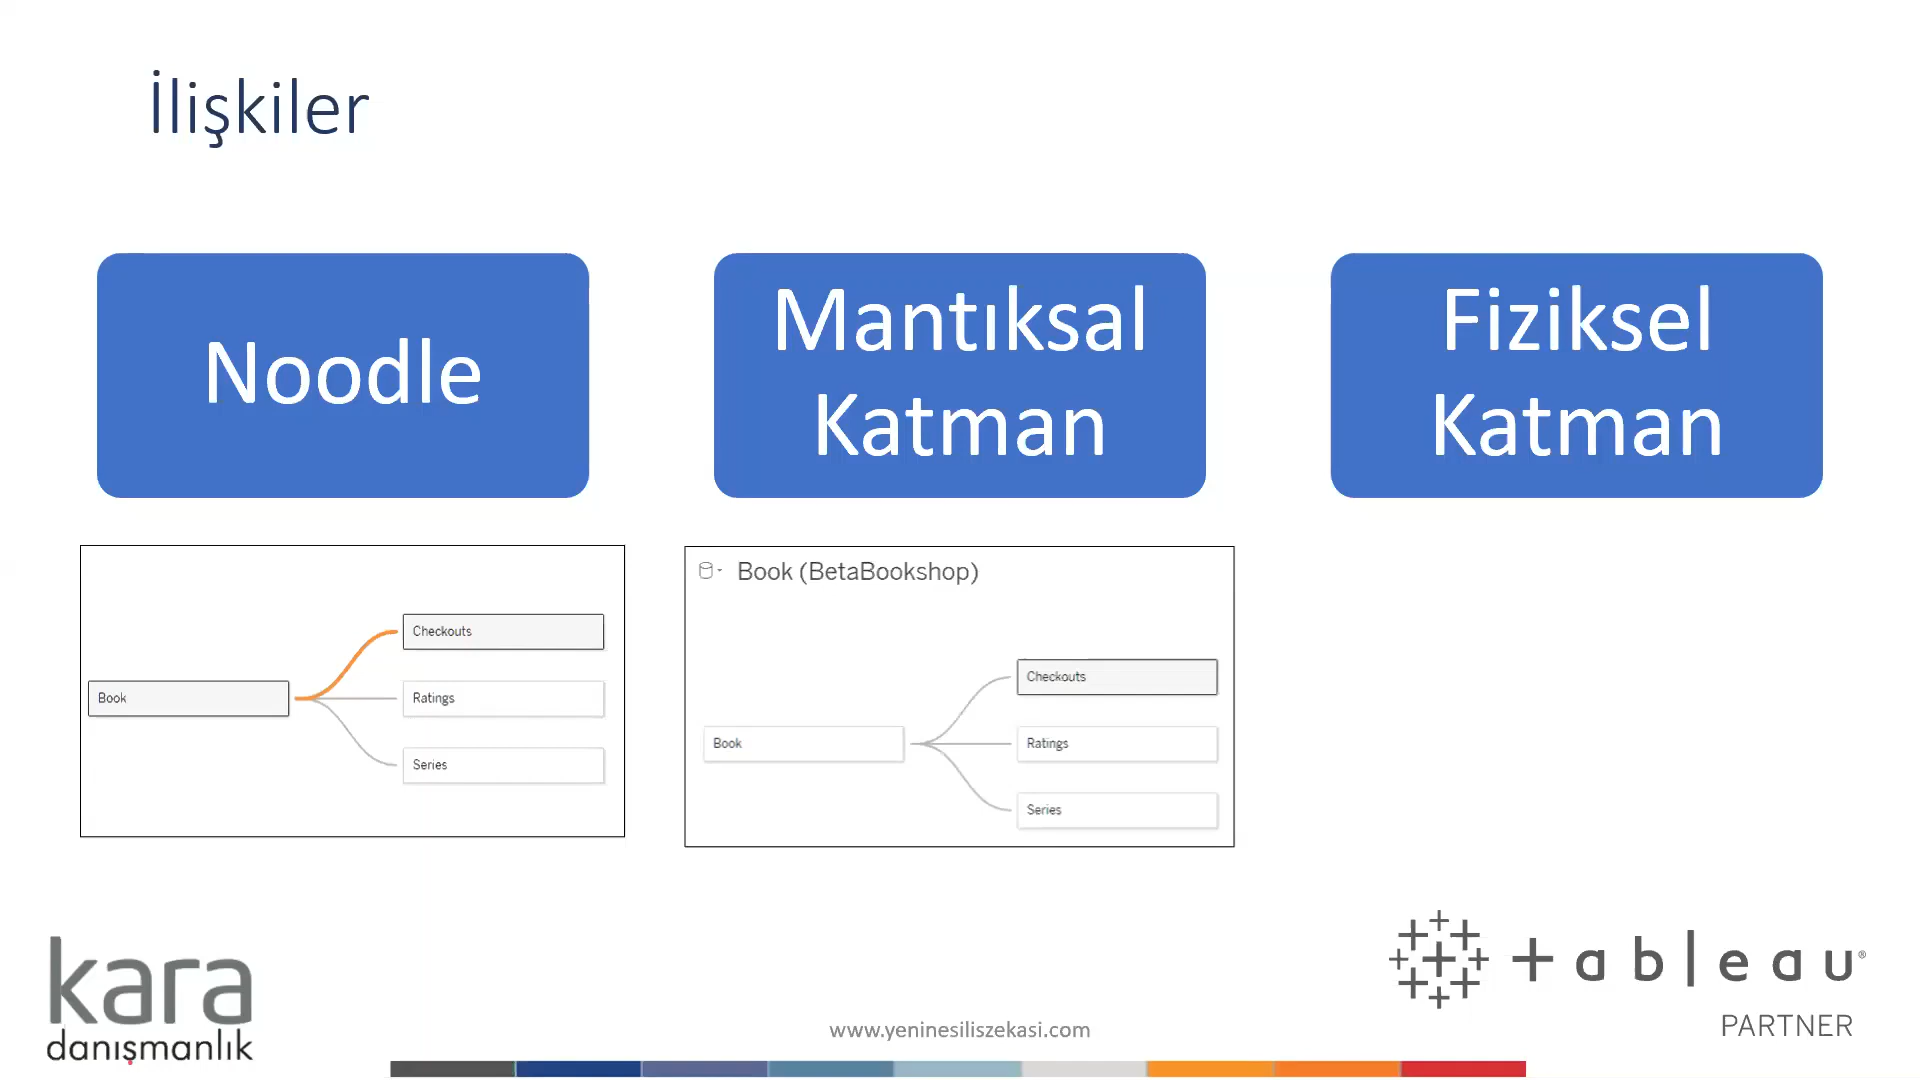 İlişkiler
Noodle
Mantıksal
Katman
Fiziksel
Katman
Checkouts
Book
Ratings
Series
Book (BetaBookshop)
Checkouts
Book
Ratings
Series
kara
danışmanlık
www.yeninesiliszekasi.com
+ableau®
PARTNER